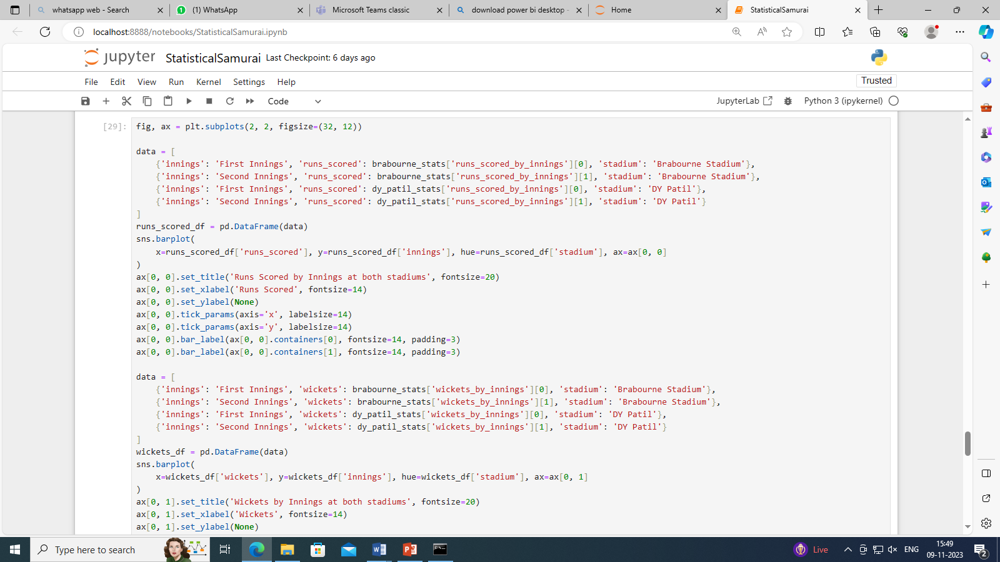 whatsapp web - Search
(1) WhatsApp
Microsoft Teams classic
download power bi desktop -
Home
StatisticalSamurai
localhost:8888/notebooks/StatisticalSamurai.ipynb
jupyter StatisticalSamurai Last Checkpoint: 6 days ago
File Edit View Run Kernel Settings Help
Trusted
Code
JupyterLab
Python 3 (ipykernel)
[29]: fig, ax = plt.subplots(2, 2, figsize=(32, 12))
data = [
    {'innings': 'First Innings', 'runs_scored': brabourne_stats['runs_scored_by_innings'][0], 'stadium': 'Brabourne Stadium'},
    {'innings': 'Second Innings', 'runs_scored': brabourne_stats['runs_scored_by_innings'][1], 'stadium': 'Brabourne Stadium'},
    {'innings': 'First Innings', 'runs_scored': dy_patil_stats['runs_scored_by_innings'][0], 'stadium': 'DY Patil'},
    {'innings': 'Second Innings', 'runs_scored': dy_patil_stats['runs_scored_by_innings'][1], 'stadium': 'DY Patil'}
]
runs_scored_df = pd.DataFrame(data)
sns.barplot(
    x=runs_scored_df['runs_scored'], y=runs_scored_df['innings'], hue=runs_scored_df['stadium'], ax=ax[0, 0]
)
ax[0, 0].set_title('Runs Scored by Innings at both stadiums', fontsize=20)
ax[0, 0].set_xlabel('Runs Scored', fontsize=14)
ax[0, 0].set_ylabel(None)
ax[0, 0].tick_params(axis='x', labelsize=14)
ax[0, 0].tick_params(axis='y', labelsize=14)
ax[0, 0].bar_label(ax[0, 0].containers[0], fontsize=14, padding=3)
ax[0, 0].bar_label(ax[0, 0].containers[1], fontsize=14, padding=3)
data = [
    {'innings': 'First Innings', 'wickets': brabourne_stats['wickets_by_innings'][0], 'stadium': 'Brabourne Stadium'},
    {'innings': 'Second Innings', 'wickets': brabourne_stats['wickets_by_innings'][1], 'stadium': 'Brabourne Stadium'},
    {'innings': 'First Innings', 'wickets': dy_patil_stats['wickets_by_innings'][0], 'stadium': 'DY Patil'},
    {'innings': 'Second Innings', 'wickets': dy_patil_stats['wickets_by_innings'][1], 'stadium': 'DY Patil'}
]
wickets_df = pd.DataFrame(data)
sns.barplot(
    x=wickets_df['wickets'], y=wickets_df['innings'], hue=wickets_df['stadium'], ax=ax[0, 1]
)
ax[0, 1].set_title('Wickets by Innings at both stadiums', fontsize=20)
ax[0, 1].set_xlabel('Wickets', fontsize=14)
ax[0, 1].set_ylabel(None)
Type here to search
Live
ENG
15:49
09-11-2023
2